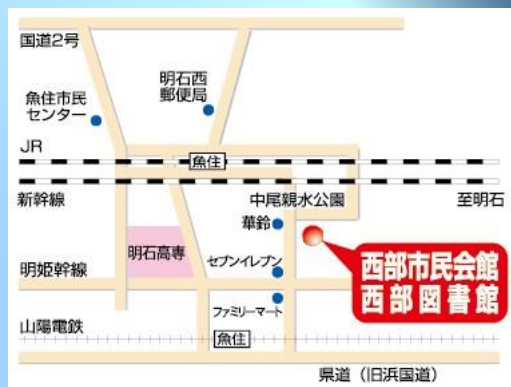 国道2号
明石西
郵便局
魚住市民
センター
JR
魚住
新幹線
中尾親水公園
至明石
華鈴
明石高専
セブンイレブン
西部市民会館
西部図書館
明姫幹線
ファミリーマート
山陽電鉄
魚住
県道（旧浜国道）